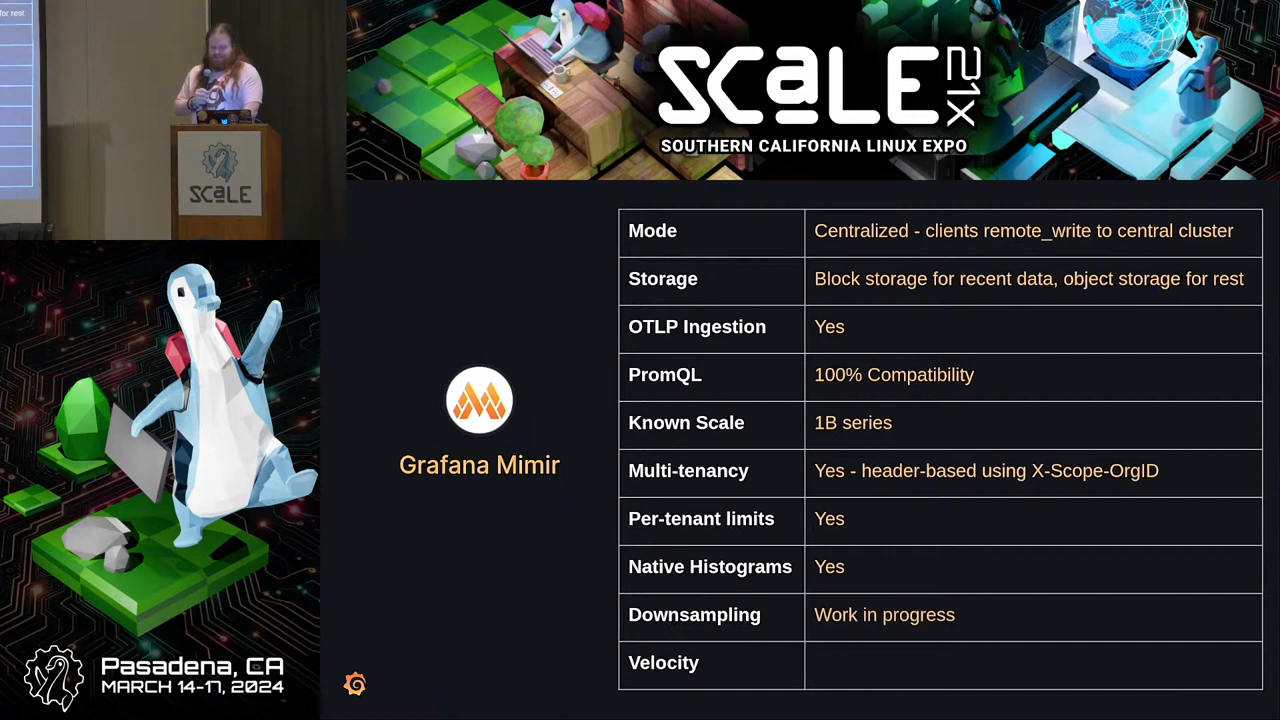 for rest
SCaLE
SCaLE 21X
SOUTHERN CALIFORNIA LINUX EXPO
Grafana Mimir
Mode Centralized - clients remote_write to central cluster
Storage Block storage for recent data, object storage for rest
OTLP Ingestion Yes
PromQL 100% Compatibility
Known Scale 1B series
Multi-tenancy Yes - header-based using X-Scope-OrgID
Per-tenant limits Yes
Native Histograms Yes
Downsampling Work in progress
Velocity
Pasadena, CA
MARCH 14-17, 2024